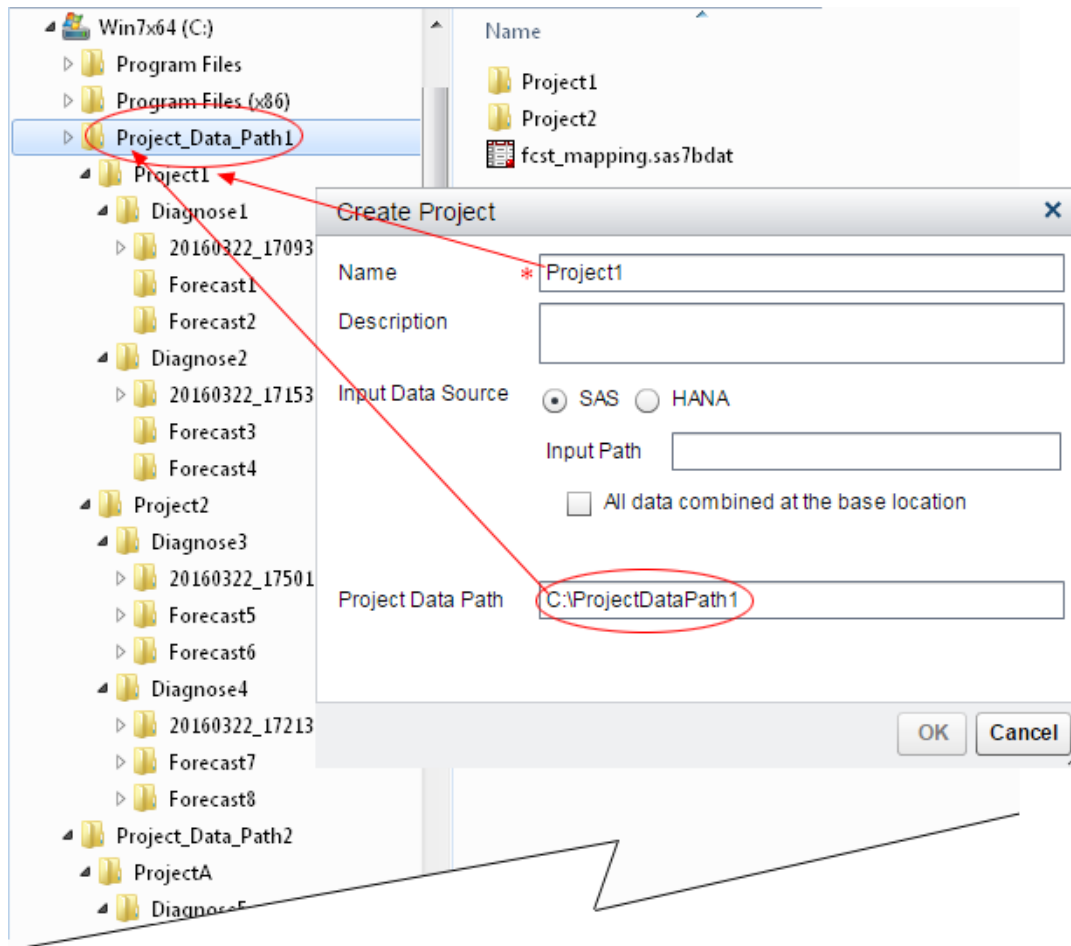 Win7x64 (C:)
Program Files
Program Files (x86)
Project_Data_Path1
Project1
Diagnose1
20160322_17093
Forecast1
Forecast2
Diagnose2
20160322_17153
Forecast3
Forecast4
Project2
Diagnose3
20160322_17501
Forecast5
Forecast6
Diagnose4
20160322_17213
Forecast7
Forecast8
Project_Data_Path2
ProjectA
Name
Project1
Project2
fcst_mapping.sas7bdat
Create Project
Name * Project1
Description
Input Data Source SAS HANA
Input Path
All data combined at the base location
Project Data Path C:\ProjectDataPath1
OK Cancel